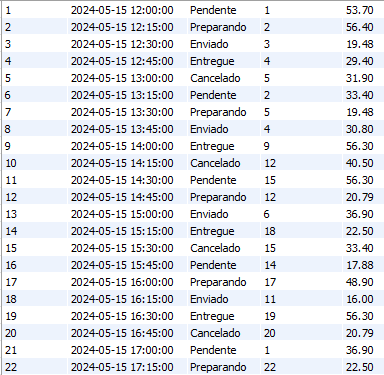 1 2024-05-15 12:00:00 Pendente 1 53.70
2 2024-05-15 12:15:00 Preparando 2 56.40
3 2024-05-15 12:30:00 Enviado 3 19.48
4 2024-05-15 12:45:00 Entregue 4 29.40
5 2024-05-15 13:00:00 Cancelado 5 31.90
6 2024-05-15 13:15:00 Pendente 2 33.40
7 2024-05-15 13:30:00 Preparando 5 19.48
8 2024-05-15 13:45:00 Enviado 4 30.80
9 2024-05-15 14:00:00 Entregue 9 56.30
10 2024-05-15 14:15:00 Cancelado 12 40.50
11 2024-05-15 14:30:00 Pendente 15 56.30
12 2024-05-15 14:45:00 Preparando 12 20.79
13 2024-05-15 15:00:00 Enviado 6 36.90
14 2024-05-15 15:15:00 Entregue 18 22.50
15 2024-05-15 15:30:00 Cancelado 15 33.40
16 2024-05-15 15:45:00 Pendente 14 17.88
17 2024-05-15 16:00:00 Preparando 17 48.90
18 2024-05-15 16:15:00 Enviado 11 16.00
19 2024-05-15 16:30:00 Entregue 19 56.30
20 2024-05-15 16:45:00 Cancelado 20 20.79
21 2024-05-15 17:00:00 Pendente 1 36.90
22 2024-05-15 17:15:00 Preparando 22 22.50